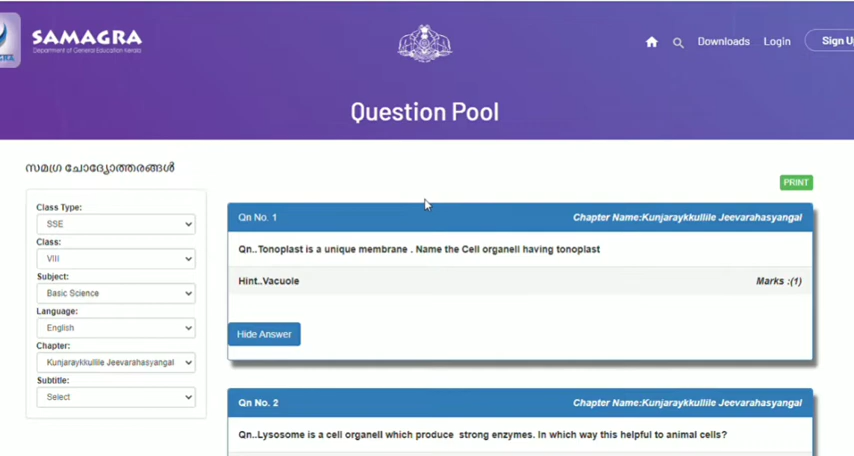 SAMAGRA
Department of General Education Kerala
Downloads
Login
Sign
Question Pool
സമഗ്ര ചോദ്യോത്തരങ്ങൾ
PRINT
Class Type:
SSE
Class:
VIII
Subject:
Basic Science
Language:
English
Chapter:
Kunjaraykkullile Jeevarahasyangal
Subtitle:
Select
Qn No. 1 Chapter Name:Kunjaraykkullile Jeevarahasyangal
Qn..Tonoplast is a unique membrane . Name the Cell organell having tonoplast
Hint..Vacuole Marks :(1)
Hide Answer
Qn No. 2 Chapter Name:Kunjaraykkullile Jeevarahasyangal
Qn..Lysosome is a cell organell which produce strong enzymes. In which way this helpful to animal cells?